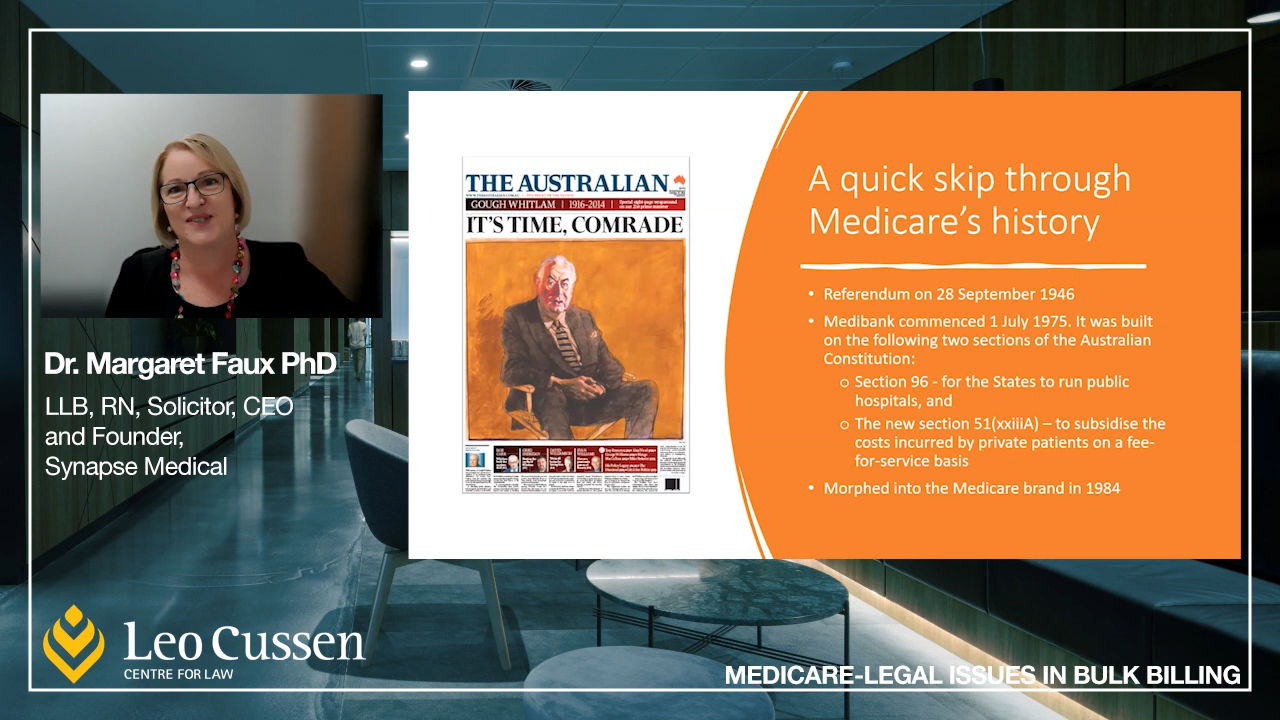 Dr. Margaret Faux PhD
LLB, RN, Solicitor, CEO
and Founder,
Synapse Medical
THE AUSTRALIAN
GOUGH WHITLAM | 1916-2014
IT'S TIME, COMRADE
A quick skip through
Medicare's history
• Referendum on 28 September 1946
• Medibank commenced 1 July 1975. It was built
on the following two sections of the Australian
Constitution:
o Section 96 - for the States to run public
hospitals, and
o The new section 51(xxiiiA) – to subsidise the
costs incurred by private patients on a fee-
for-service basis
• Morphed into the Medicare brand in 1984
Leo Cussen
CENTRE FOR LAW
MEDICARE-LEGAL ISSUES IN BULK BILLING